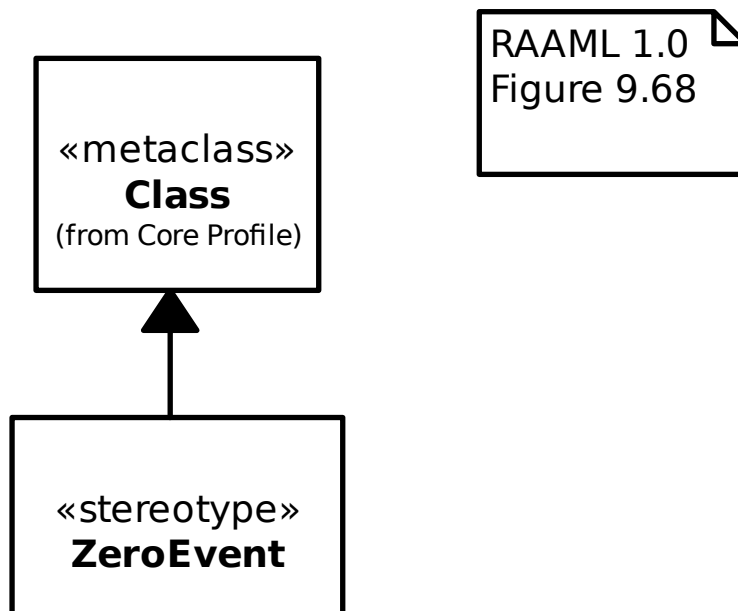 RAAML 1.0
Figure 9.68
«metaclass»
Class
(from Core Profile)
«stereotype»
ZeroEvent